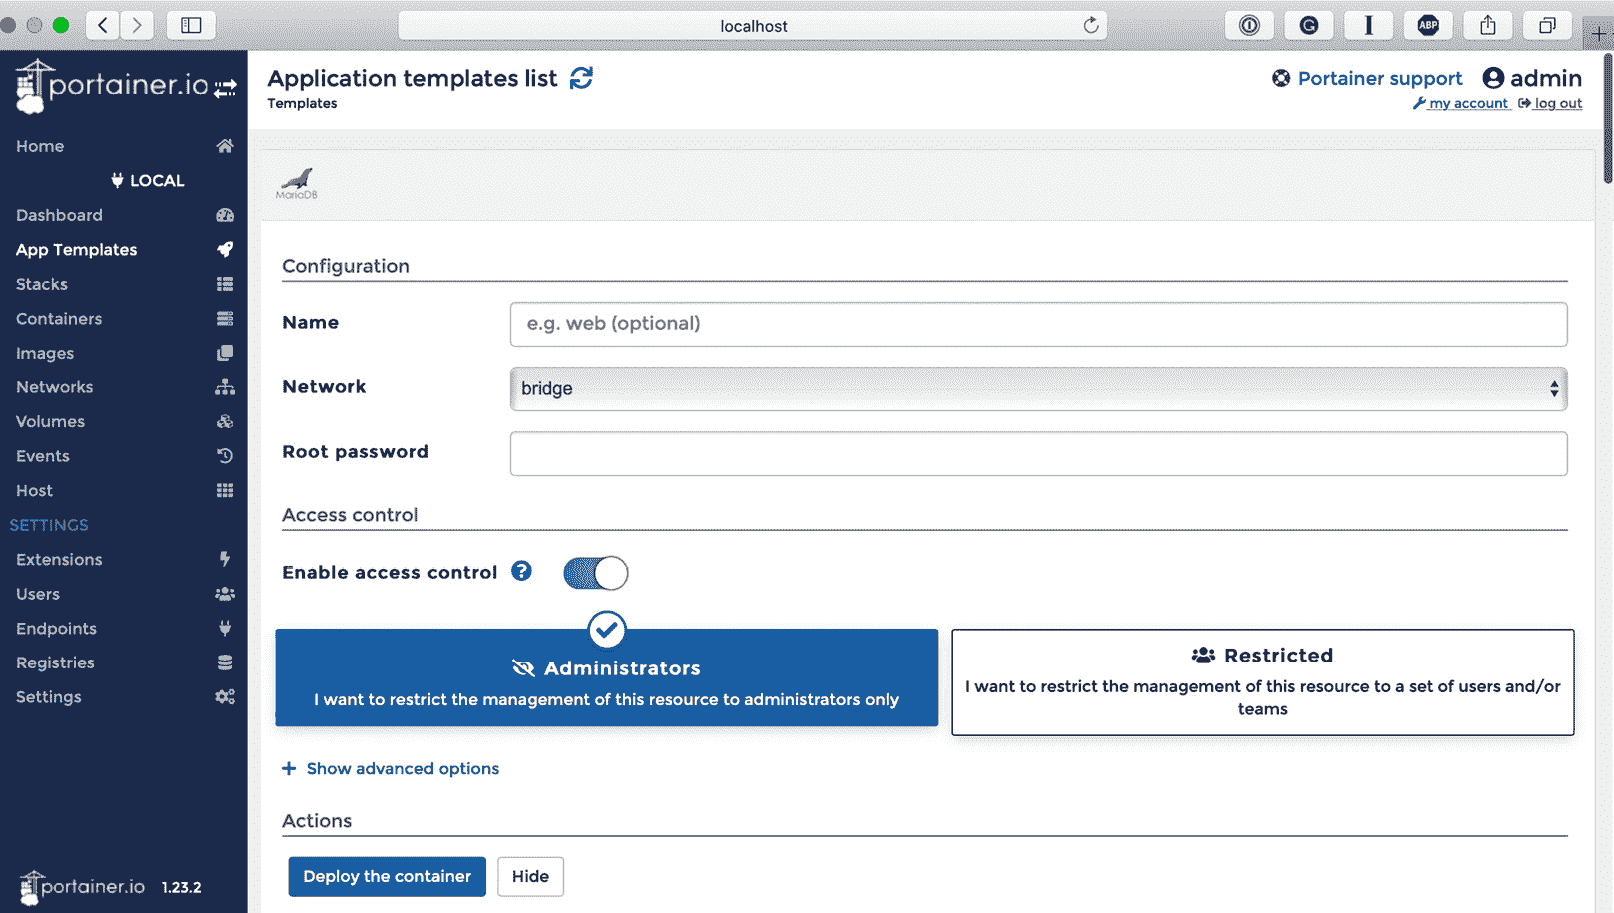 localhost
ABP
portainer.io
Application templates list
Templates
Portainer support
admin
my account
log out
Home
LOCAL
Dashboard
App Templates
Stacks
Containers
Images
Networks
Volumes
Events
Host
SETTINGS
Extensions
Users
Endpoints
Registries
Settings
portainer.io 1.23.2
MariaDB
Configuration
Name
e.g. web (optional)
Network
bridge
Root password
Access control
Enable access control ?
Administrators
I want to restrict the management of this resource to administrators only
Restricted
I want to restrict the management of this resource to a set of users and/or
teams
+ Show advanced options
Actions
Deploy the container
Hide